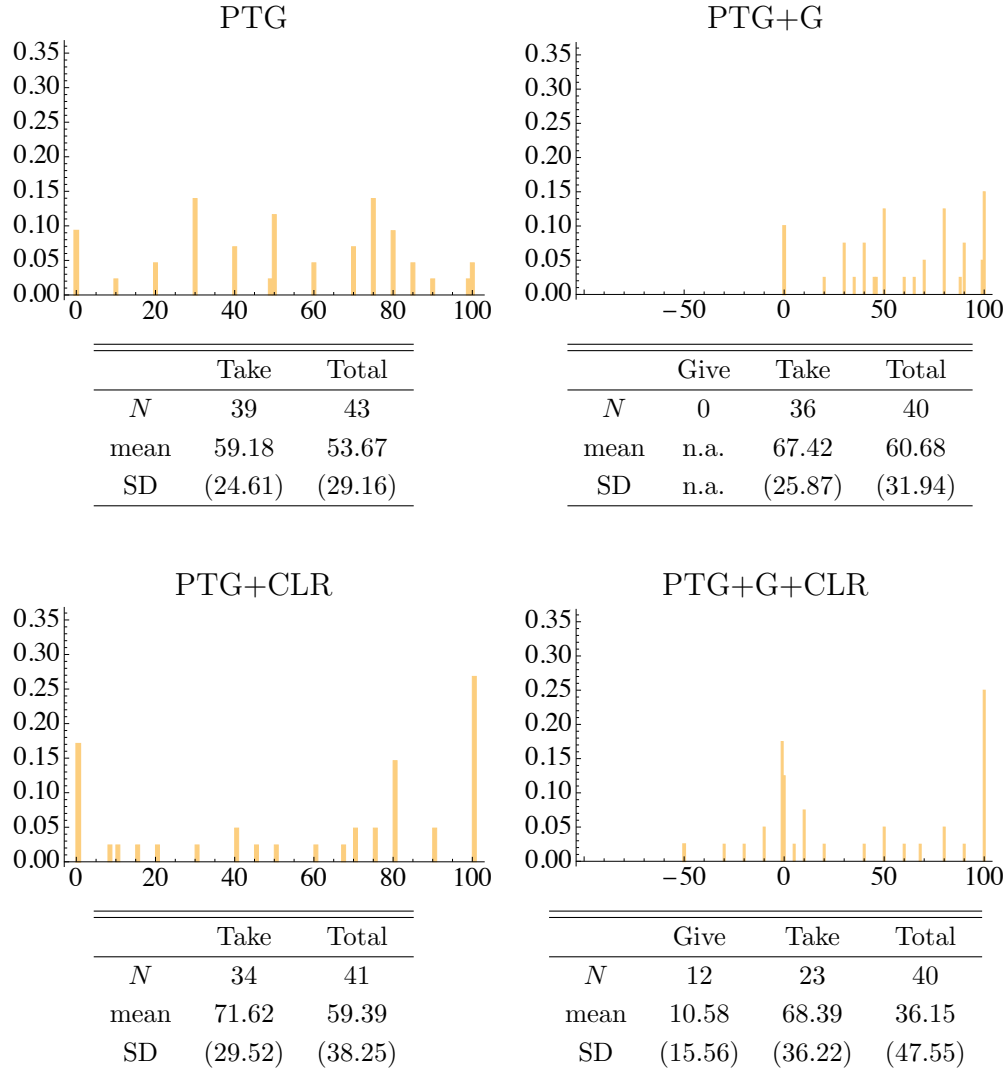 PTG
0.35
0.30
0.25
0.20
0.15
0.10
0.05
0.00
0 20 40 60 80 100
Take Total
N 39 43
mean 59.18 53.67
SD (24.61) (29.16)
PTG+G
0.35
0.30
0.25
0.20
0.15
0.10
0.05
0.00
−50 0 50 100
Give Take Total
N 0 36 40
mean n.a. 67.42 60.68
SD n.a. (25.87) (31.94)
PTG+CLR
0.35
0.30
0.25
0.20
0.15
0.10
0.05
0.00
0 20 40 60 80 100
Take Total
N 34 41
mean 71.62 59.39
SD (29.52) (38.25)
PTG+G+CLR
0.35
0.30
0.25
0.20
0.15
0.10
0.05
0.00
−50 0 50 100
Give Take Total
N 12 23 40
mean 10.58 68.39 36.15
SD (15.56) (36.22) (47.55)